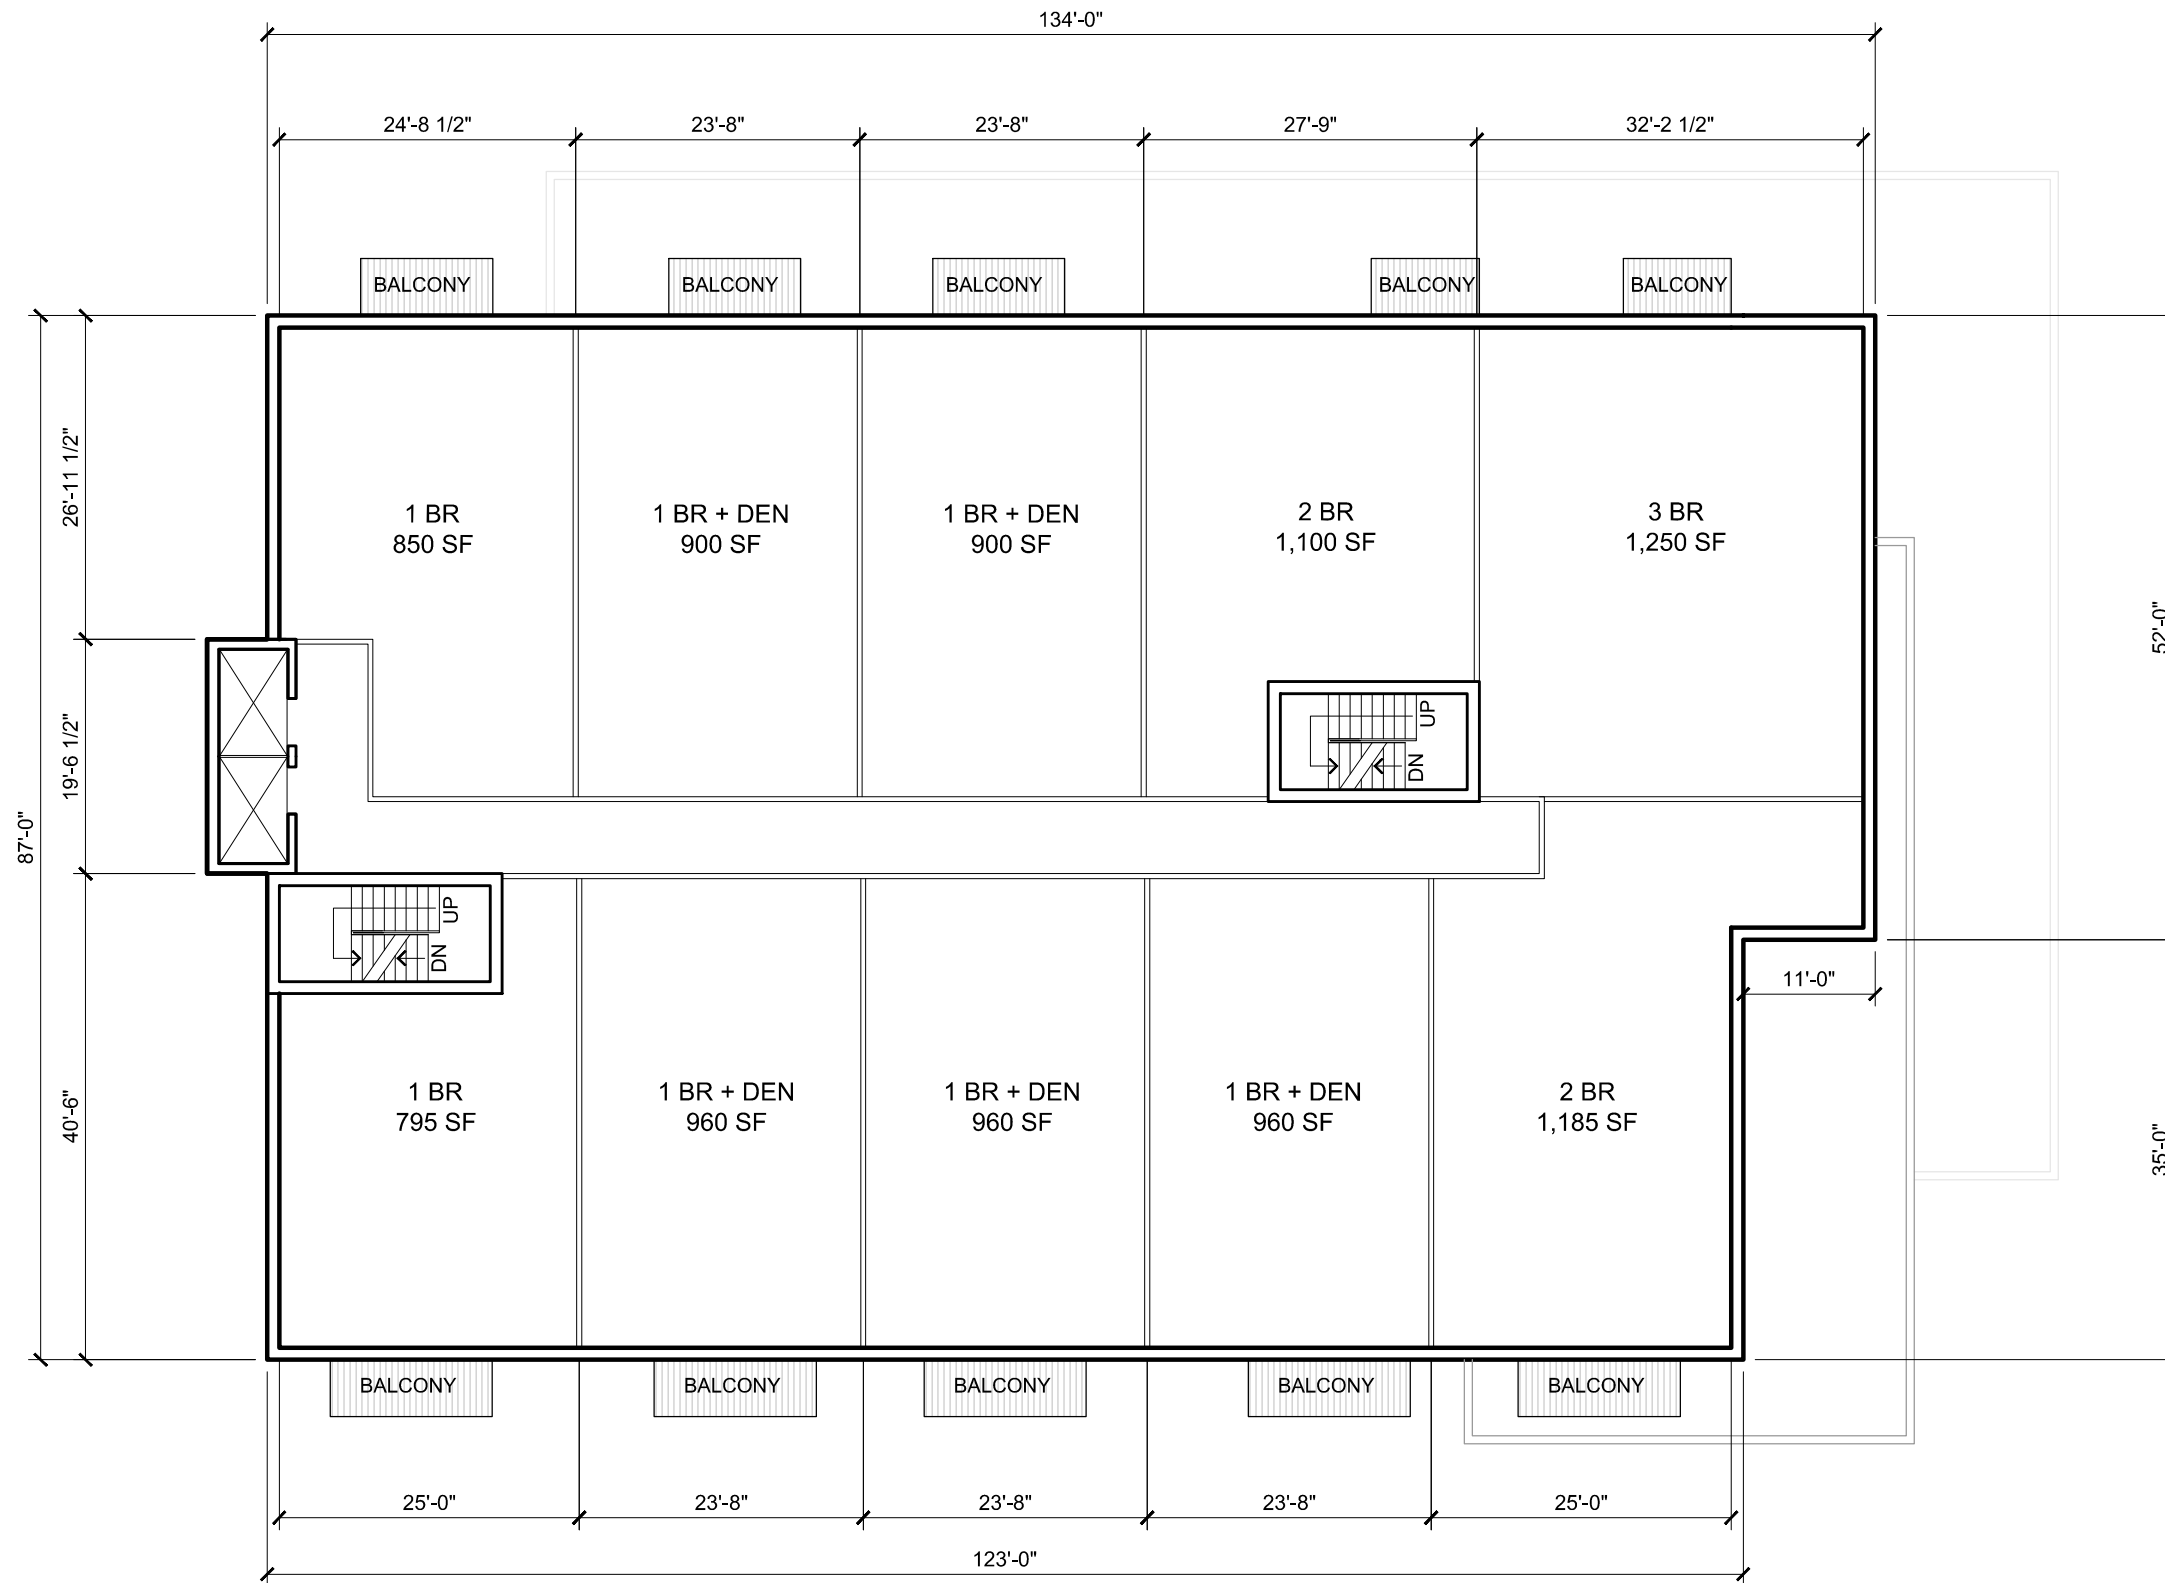 134'-0"
24'-8 1/2"
23'-8"
23'-8"
27'-9"
32'-2 1/2"
BALCONY
BALCONY
BALCONY
BALCONY
BALCONY
26'-11 1/2"
19'-6 1/2"
87'-0"
40'-6"
1 BR
850 SF
1 BR + DEN
900 SF
1 BR + DEN
900 SF
2 BR
1,100 SF
3 BR
1,250 SF
52'-0"
UP
DN
UP
DN
11'-0"
35'-0"
1 BR
795 SF
1 BR + DEN
960 SF
1 BR + DEN
960 SF
1 BR + DEN
960 SF
2 BR
1,185 SF
BALCONY
BALCONY
BALCONY
BALCONY
BALCONY
25'-0"
23'-8"
23'-8"
23'-8"
25'-0"
123'-0"